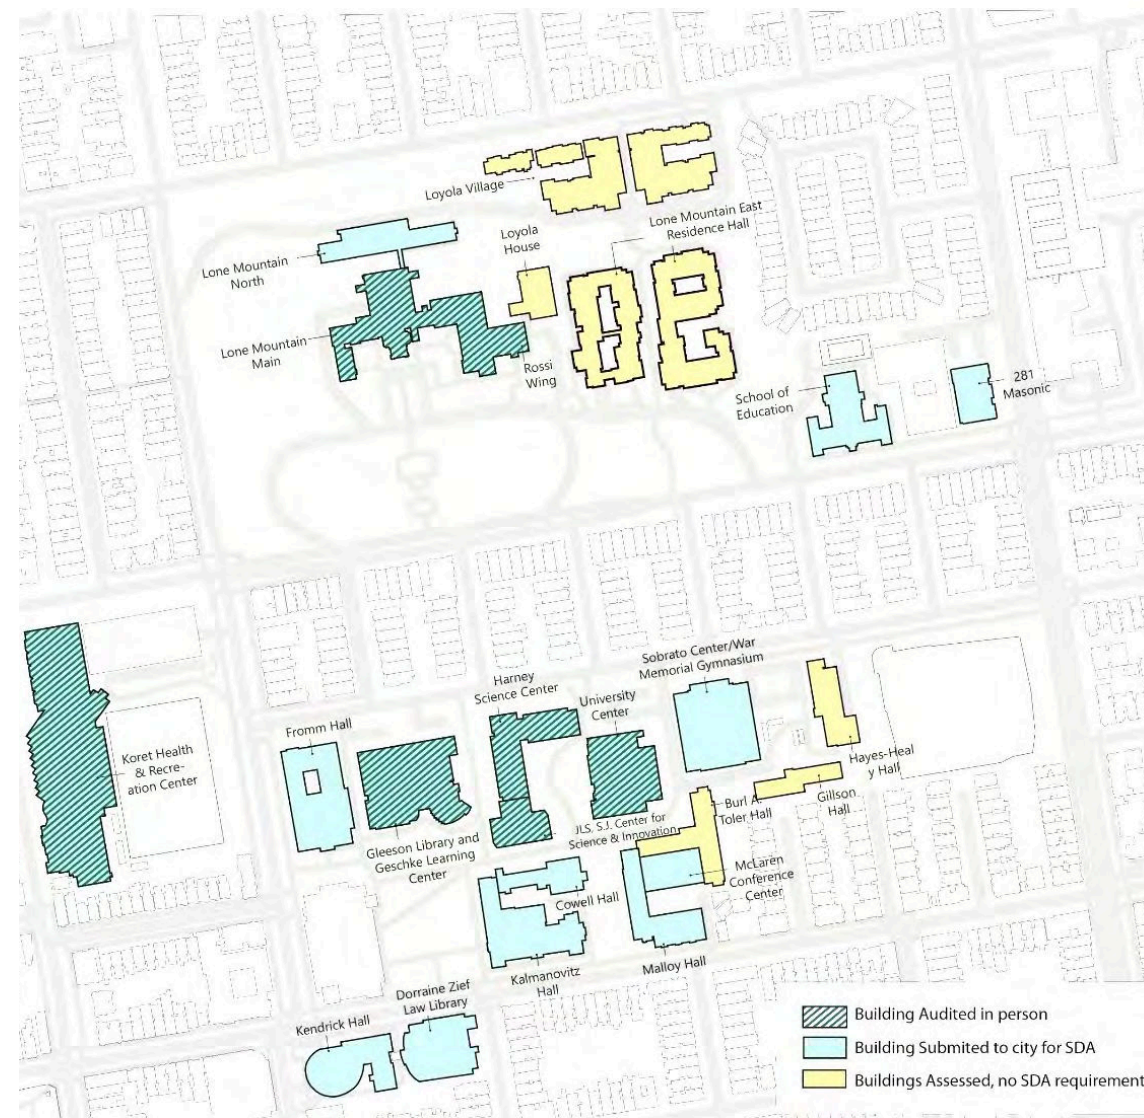 Loyola Village
Lone Mountain East
Residence Hall
Loyola
House
Lone Mountain
North
Lone Mountain
Main
Rossi
Wing
School of
Education
281
Masonic
Sobrato Center/War
Memorial Gymnasium
Harney
Science Center
University
Center
Fromm Hall
Koret Health
& Recre-
ation Center
Hayes-Heal
y Hall
Gillson
Hall
Burl A.
Toler Hall
JLS, S.J. Center for
Science & Innovation
Gleeson Library and
Geschke Learning
Center
McLaren
Conference
Center
Cowell Hall
Malloy Hall
Kalmanovitz
Hall
Dorraine Zief
Law Library
Kendrick Hall
Building Audited in person
Building Submited to city for SDA
Buildings Assessed, no SDA requirement